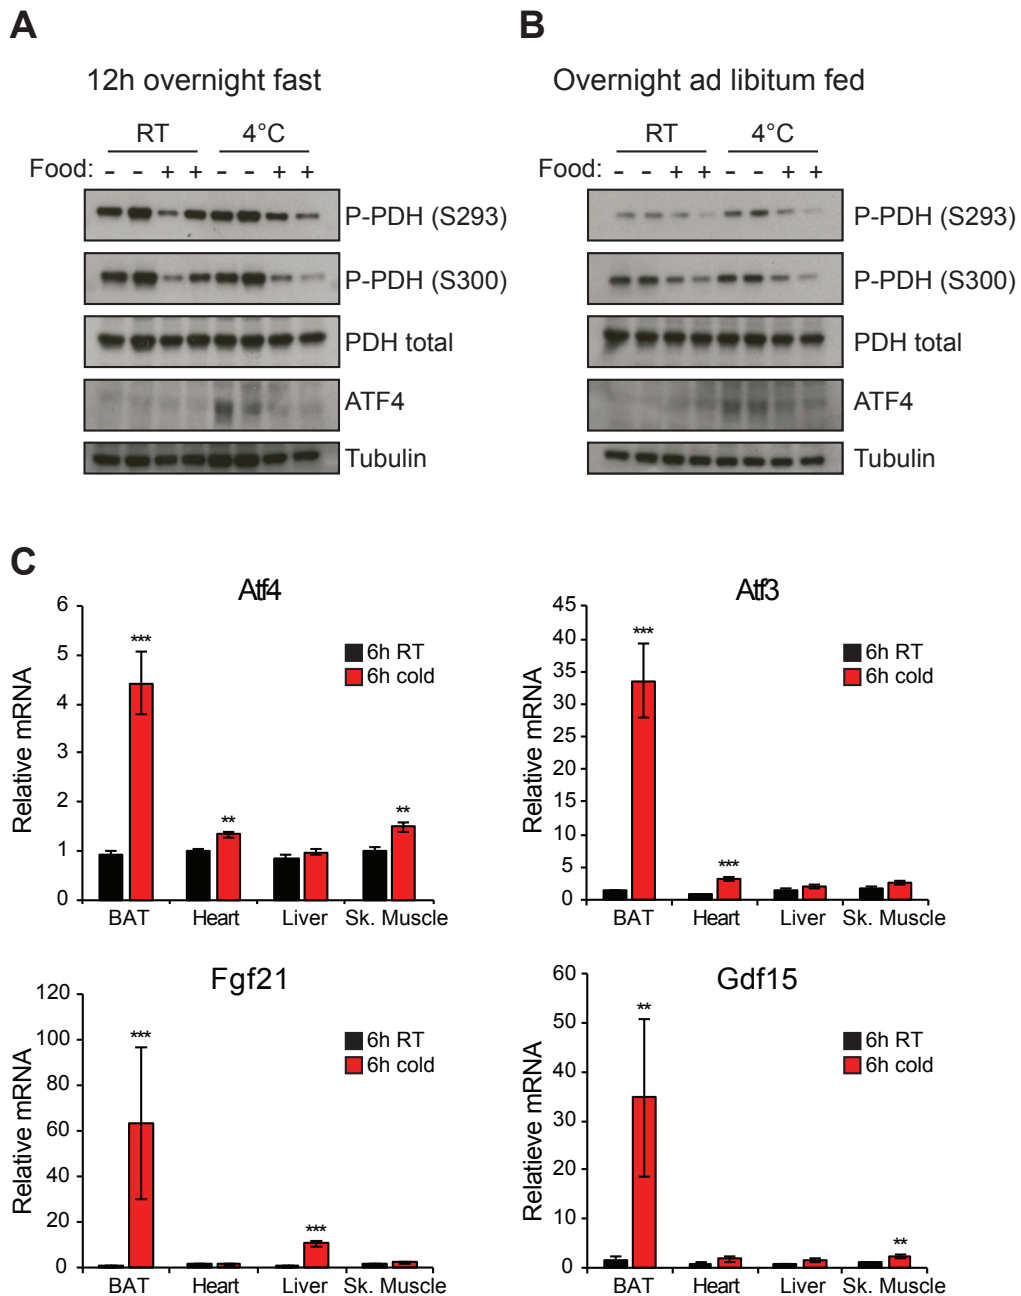 A
B
12h overnight fast
Overnight ad libitum fed
RT 4°C
RT 4°C
Food: - - + + - - + +
Food: - - + + - - + +
P-PDH (S293)
P-PDH (S293)
P-PDH (S300)
P-PDH (S300)
PDH total
PDH total
ATF4
ATF4
Tubulin
Tubulin
C
Atf4
6h RT
6h cold
Relative mRNA
6
5
4
3
2
1
0
***
**
**
BAT Heart Liver Sk. Muscle
Atf3
6h RT
6h cold
Relative mRNA
45
40
35
30
25
20
15
10
5
0
***
***
BAT Heart Liver Sk. Muscle
Fgf21
6h RT
6h cold
Relative mRNA
120
100
80
60
40
20
0
***
***
BAT Heart Liver Sk. Muscle
Gdf15
6h RT
6h cold
Relatieve mRNA
60
50
40
30
20
10
0
**
**
BAT Heart Liver Sk. Muscle